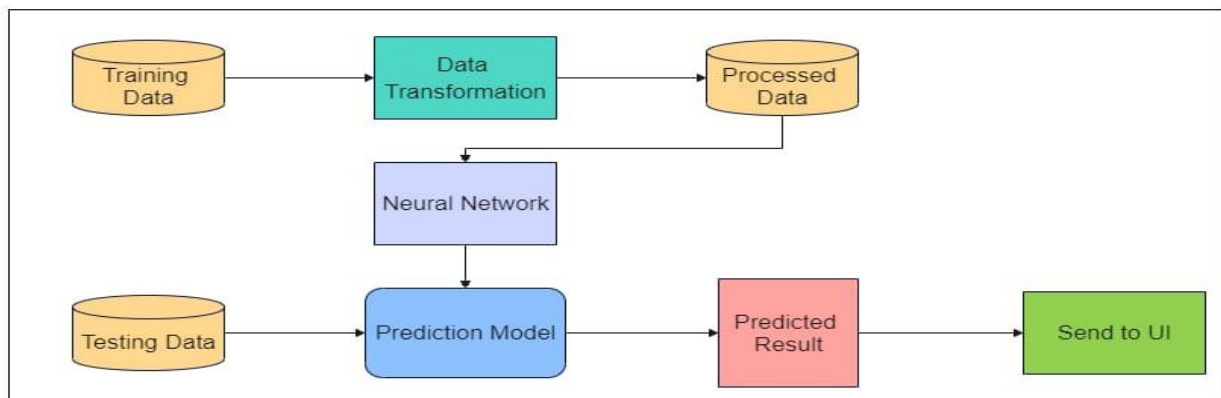 Training
Data
Data
Transformation
Processed
Data
Neural Network
Testing Data
Prediction Model
Predicted
Result
Send to UI